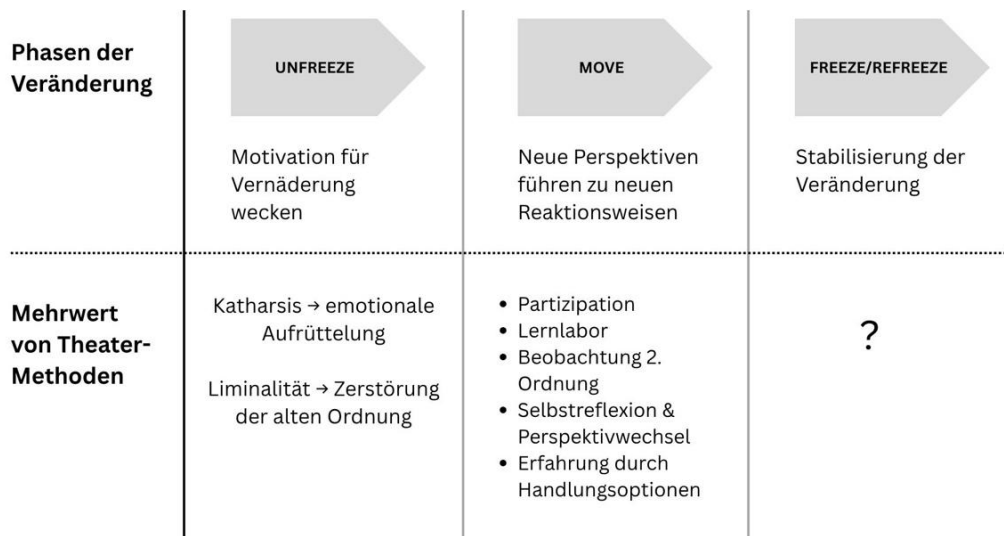 Phasen der
Veränderung
UNFREEZE
MOVE
FREEZE/REFREEZE
Motivation für
Vernäderung
wecken
Neue Perspektiven
führen zu neuen
Reaktionsweisen
Stabilisierung der
Veränderung
Mehrwert
von Theater-
Methoden
Katharsis → emotionale
Aufrüttelung
Liminalität → Zerstörung
der alten Ordnung
• Partizipation
• Lernlabor
• Beobachtung 2.
Ordnung
• Selbstreflexion &
Perspektivwechsel
• Erfahrung durch
Handlungsoptionen
?